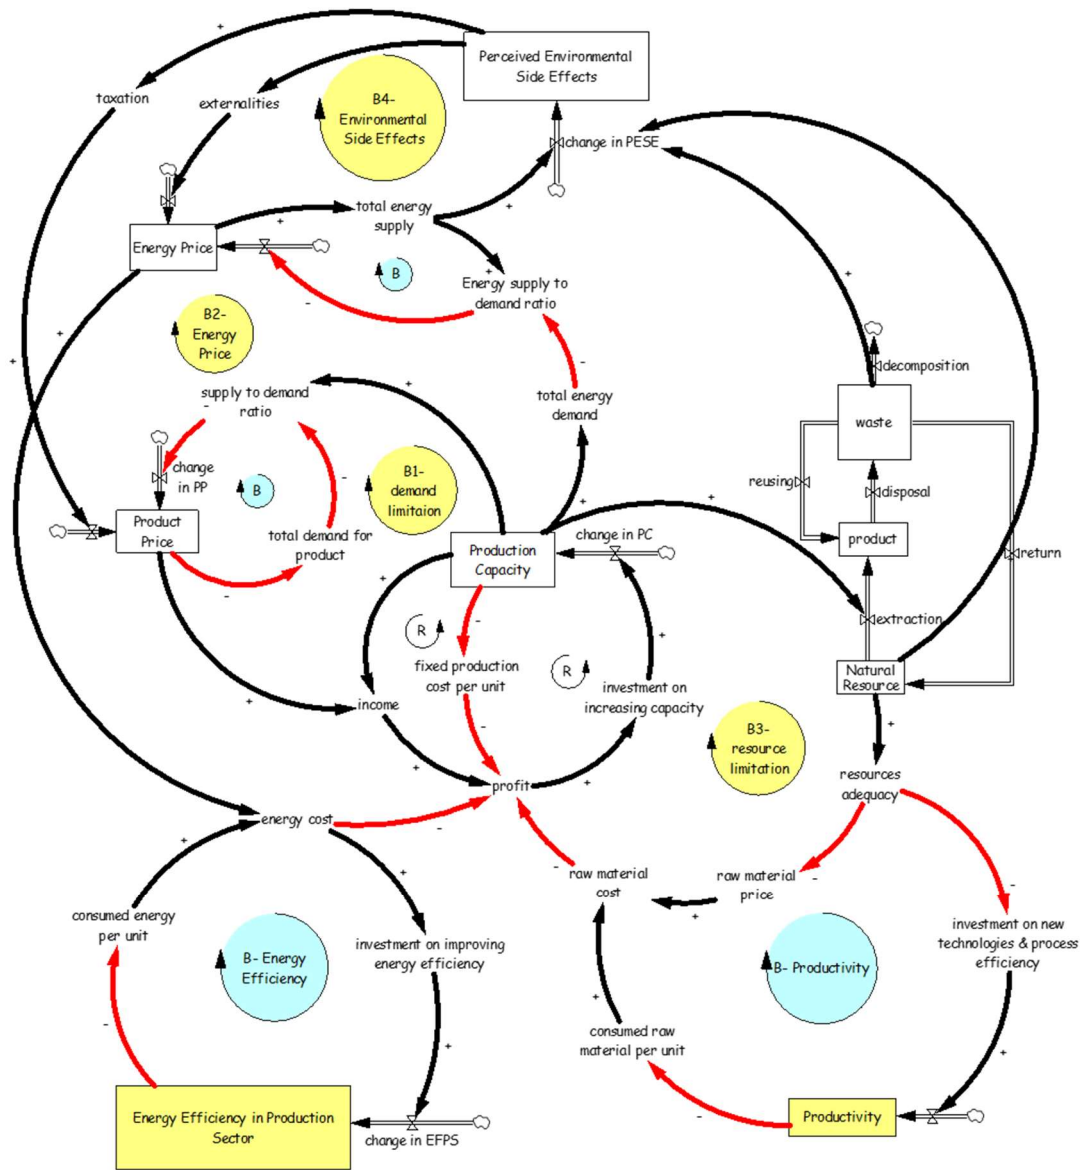 Perceived Environmental
Side Effects
taxation
externalities
B4-
Environmental
Side Effects
change in PESE
total energy
supply
Energy Price
B
Energy supply to
demand ratio
B2-
Energy
Price
decomposition
supply to demand
ratio
total energy
demand
waste
change
in PP
B
B1-
demand
limitaion
reusing
disposal
Product
Price
total demand for
product
change in PC
product
Production
Capacity
return
extraction
R
fixed production
cost per unit
R
Natural
Resource
income
investment on
increasing capacity
B3-
resource
limitation
profit
resources
adequacy
energy cost
raw material
cost
raw material
price
consumed energy
per unit
investment on improving
energy efficiency
B- Energy
Efficiency
B- Productivity
investment on new
technologies & process
efficiency
consumed raw
material per unit
Energy Efficiency in Production
Sector
change in EFPS
Productivity